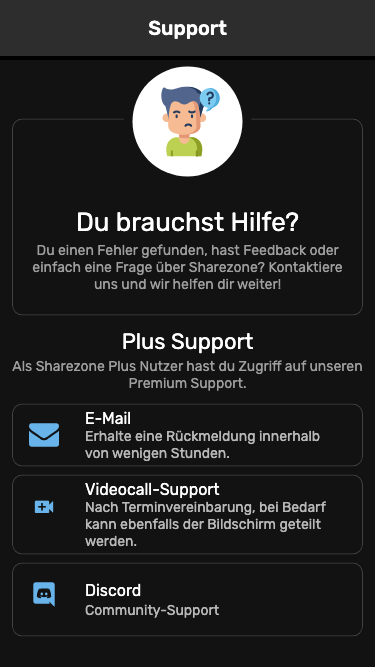 Support
?
Du brauchst Hilfe?
Du einen Fehler gefunden, hast Feedback oder
einfach eine Frage über Sharezone? Kontaktiere
uns und wir helfen dir weiter!
Plus Support
Als Sharezone Plus Nutzer hast du Zugriff auf unseren
Premium Support.
E-Mail
Erhalte eine Rückmeldung innerhalb
von wenigen Stunden.
Videocall-Support
Nach Terminvereinbarung, bei Bedarf
kann ebenfalls der Bildschirm geteilt
werden.
Discord
Community-Support